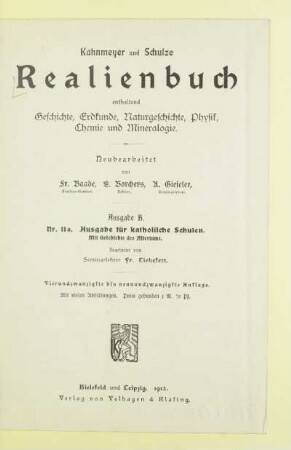 Kahnmeyer und Schulze
Realienbuch
enthaltend
Geschichte, Erdkunde, Naturgeschichte, Physik,
Chemie und Mineralogie.
Neubearbeitet
von
Fr. Baade, L. Borchers, A. Gieseler,
Ausgabe B.
Nr. IIa. Ausgabe für katholische Schulen.
Mit Geschichte des Altertums.
Bearbeitet von
Seminarlehrer Fr.
Vierundzwanzigste bis neunundzwanzigste Auflage.
Mit vielen Abbildungen. Preis gebunden
Bielefeld und Leipzig, 1912.
Verlag von Velhagen & Klasing.